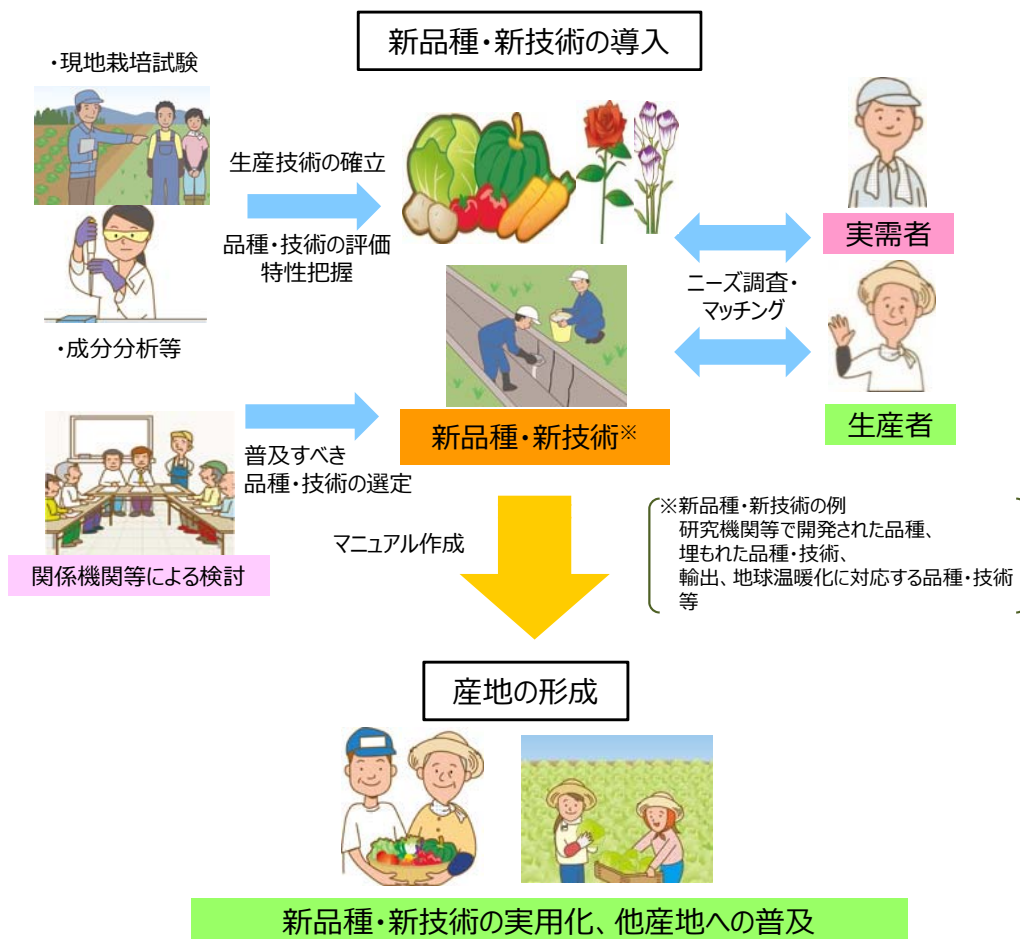 新品種・新技術の導入
・現地栽培試験
生産技術の確立
品種・技術の評価
特性把握
・成分分析等
実需者
ニーズ調査・
マッチング
生産者
新品種・新技術※
普及すべき
品種・技術の選定
関係機関等による検討
マニュアル作成
※新品種・新技術の例
研究機関等で開発された品種、
埋もれた品種・技術、
輸出、地球温暖化に対応する品種・技術
等
産地の形成
新品種・新技術の実用化、他産地への普及